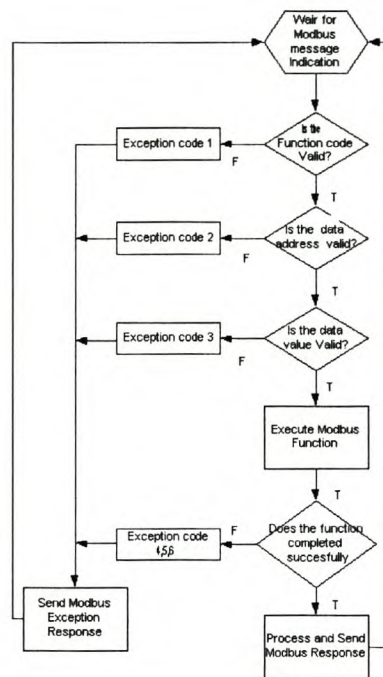 Wair for
Modbus
message
Indication
Is the
Function code
Valid?
Exception code 1
F
T
Is the data
address valid?
Exception code 2
F
T
Is the data
value Valid?
Exception code 3
F
T
Execute Modbus
Function
T
Does the function
completed
succesfully
F
Exception code
4,5,6
T
Send Modbus
Exception
Response
Process and Send
Modbus Response